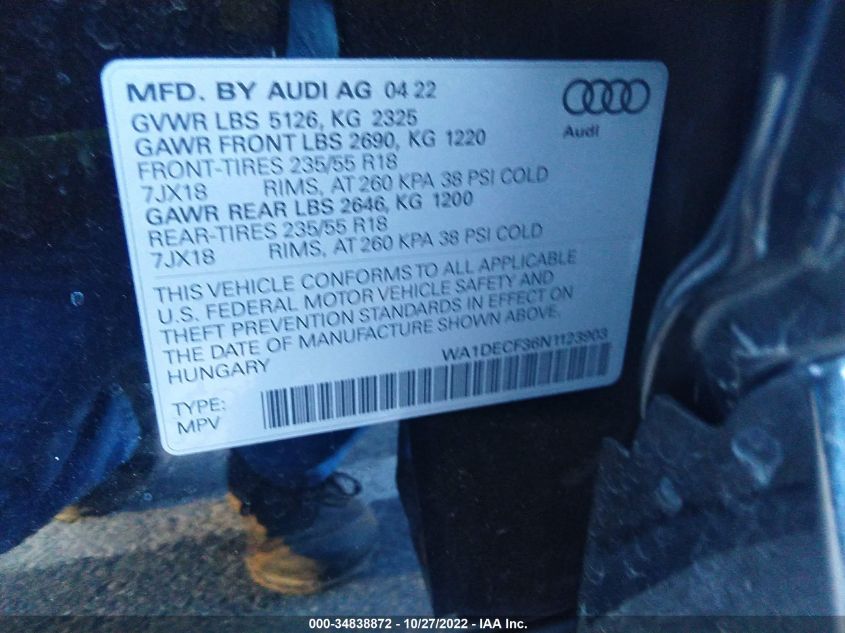 MFD. BY AUDI AG 04 22
GVWR LBS 5126, KG 2325
GAWR FRONT LBS 2690, KG 1220
FRONT-TIRES 235/55 R18
7JX18 RIMS, AT 260 KPA 38 PSI COLD
GAWR REAR LBS 2646, KG 1200
REAR-TIRES 235/55 R18
7JX18 RIMS, AT 260 KPA 38 PSI COLD
Audi
THIS VEHICLE CONFORMS TO ALL APPLICABLE
U.S. FEDERAL MOTOR VEHICLE SAFETY AND
THEFT PREVENTION STANDARDS IN EFFECT ON
THE DATE OF MANUFACTURE SHOWN ABOVE.
HUNGARY WA1DECF36N1123903
TYPE:
MPV
000-34838872 - 10/27/2022 - IAA Inc.